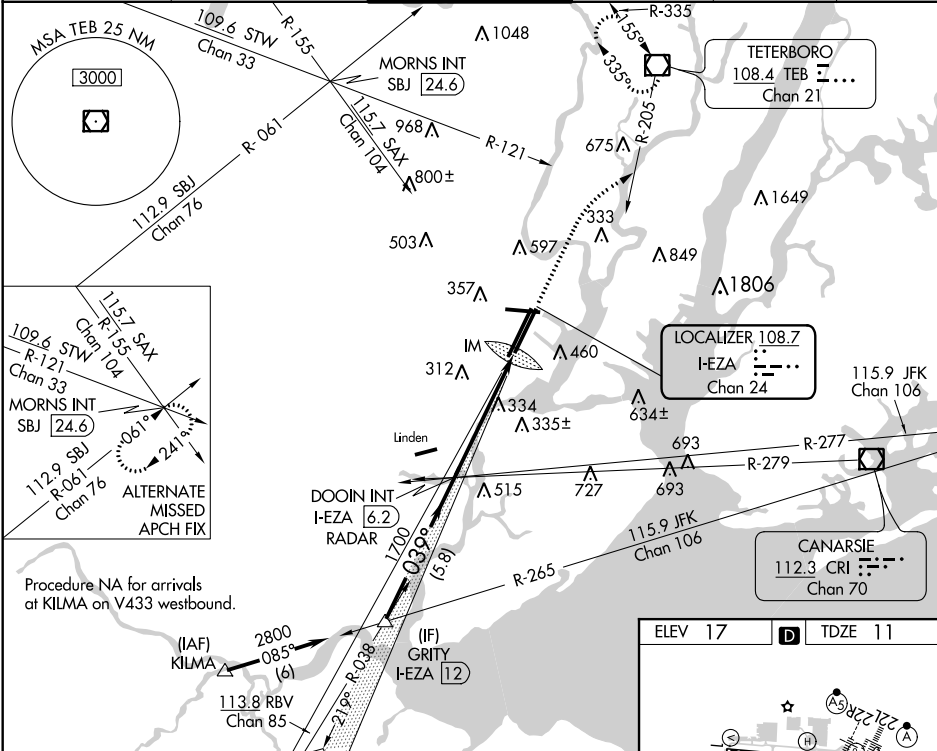 MSA TEB 25 NM
3000
109.6 STW
Chan 33
R-155
1048
MORNS INT
SBJ 24.6
115.7 SAX
Chan 104
968
R-121
800±
R-061
112.9 SBJ
Chan 76
R-335
155°
335°
TETERBORO
108.4 TEB
Chan 21
R-205
675
1649
333
503
597
849
357
1806
IM
460
LOCALIZER 108.7
I-EZA
Chan 24
312
334
335±
634±
115.9 JFK
Chan 106
Linden
693
R-277
R-279
DOOIN INT
I-EZA 6.2
RADAR
515
727
693
1700
039°
(5.8)
115.9 JFK
Chan 106
R-265
CANARSIE
112.3 CRI
Chan 70
115.7 SAX
R-155
Chan 104
109.6 STW
R-121
Chan 33
MORNS INT
SBJ 24.6
061°
241°
112.9 SBJ
R-061
Chan 76
ALTERNATE
MISSED
APCH FIX
Procedure NA for arrivals
at KILMA on V433 westbound.
(IAF)
KILMA
2800
085°
(6)
(IF)
GRITY
I-EZA 12
113.8 RBV
Chan 85
R-038
219°
ELEV 17
D
TDZE 11
A5
22R
22L
A
H